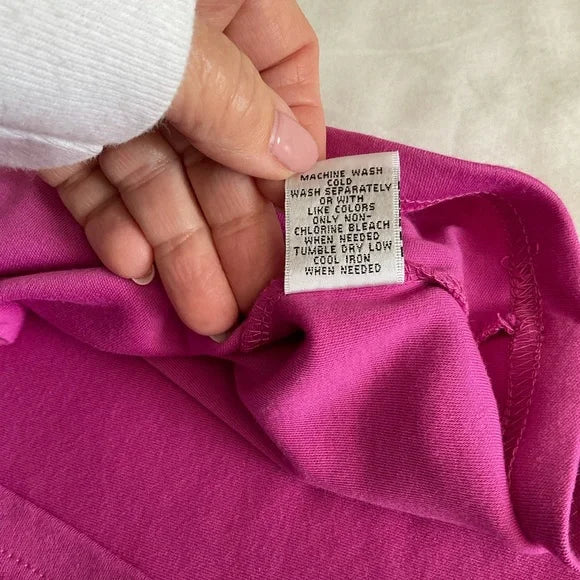 MACHINE WASH
COLD
WASH SEPARATELY
OR WITH
LIKE COLORS
ONLY NON-
CHLORINE BLEACH
WHEN NEEDED
TUMBLE DRY LOW
COOL IRON
WHEN NEEDED